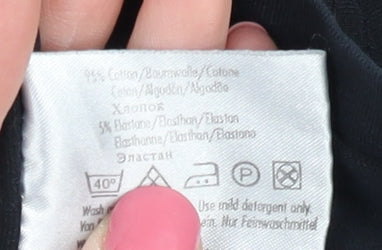 95% Cotton/Baumwolle/Cotone
Coton/Algodón/Algodão
Хлопок
5% Elastane/Elasthan/Elastan
Elasthanne/Elasthan/Elastano
Эластан
40° P
Wash Use mild detergent only.
Von Nur Feinwaschmittel